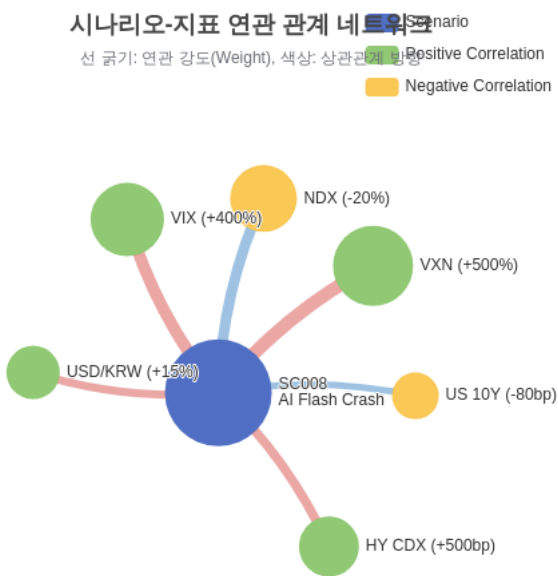 시나리오-지표 연관 관계 네트워크
Scenario
선 굵기: 연관 강도(Weight), 색상: 상관관계 방향
Positive Correlation
Negative Correlation
NDX (-20%)
VIX (+400%)
VXN (+500%)
USD/KRW (+15%)
SC008
AI Flash Crash
US 10Y (-80bp)
HY CDX (+500bp)